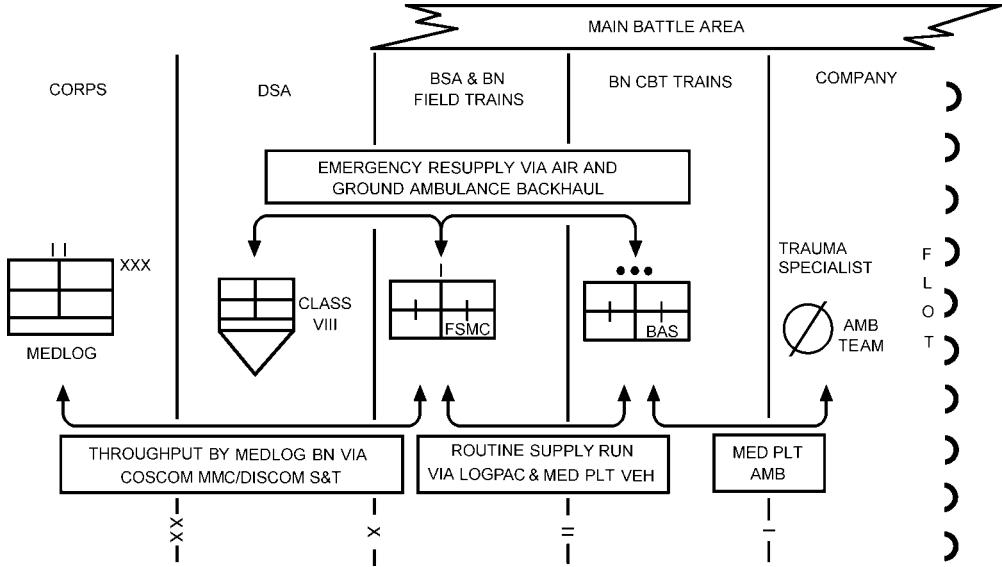 MAIN BATTLE AREA
CORPS
DSA
BSA & BN
FIELD TRAINS
BN CBT TRAINS
COMPANY
EMERGENCY RESUPPLY VIA AIR AND
GROUND AMBULANCE BACKHAUL
XXX
MEDLOG
CLASS
VIII
FSMC
BAS
TRAUMA
SPECIALIST
AMB
TEAM
F
L
O
T
THROUGHPUT BY MEDLOG BN VIA
COSCOM MMC/DISCOM S&T
ROUTINE SUPPLY RUN
VIA LOGPAC & MED PLT VEH
MED PLT
AMB
XX
X
II
I